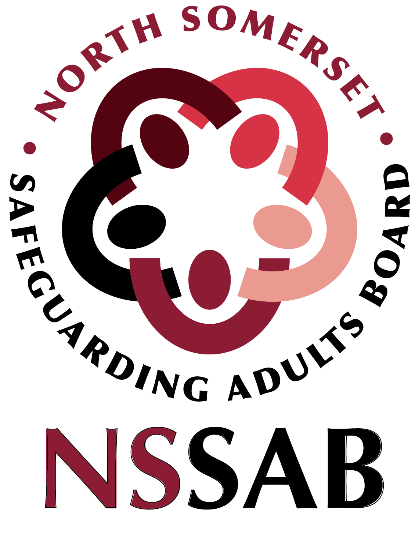 • NORTH SOMERSET •
SAFEGUARDING ADULTS BOARD
NSSAB